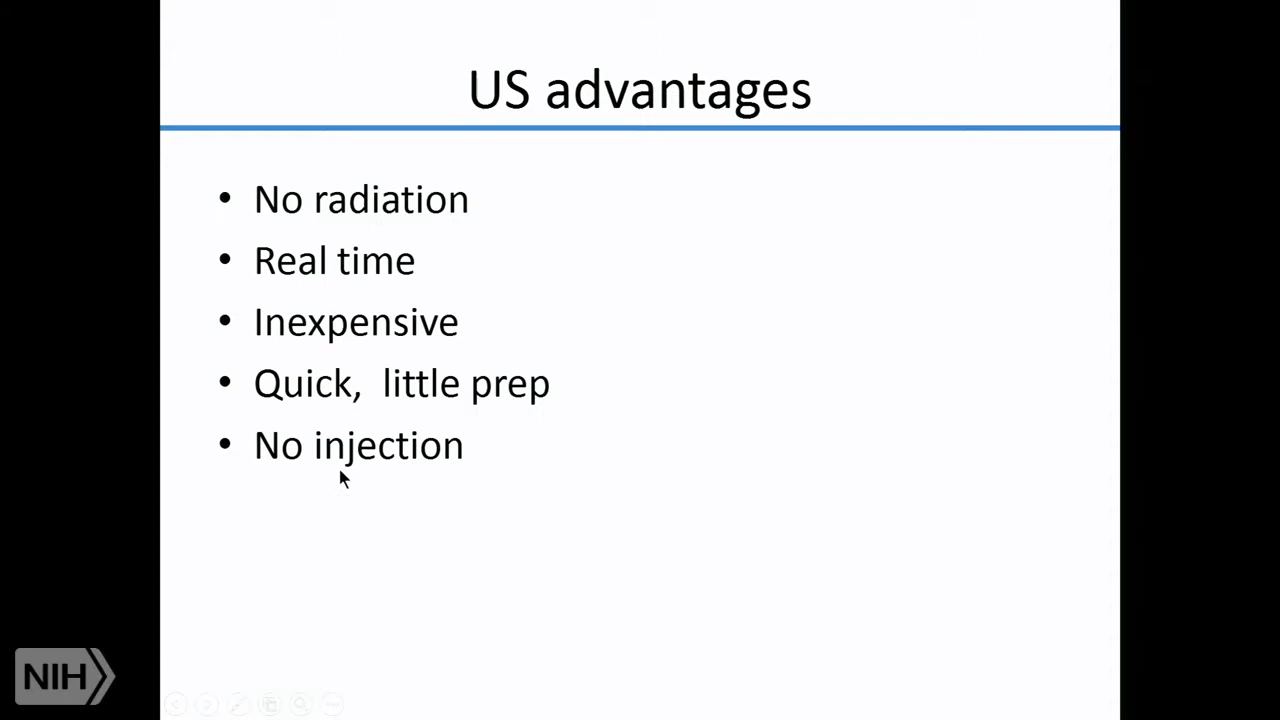 US advantages
• No radiation
• Real time
• Inexpensive
• Quick,  little prep
• No injection
NIH